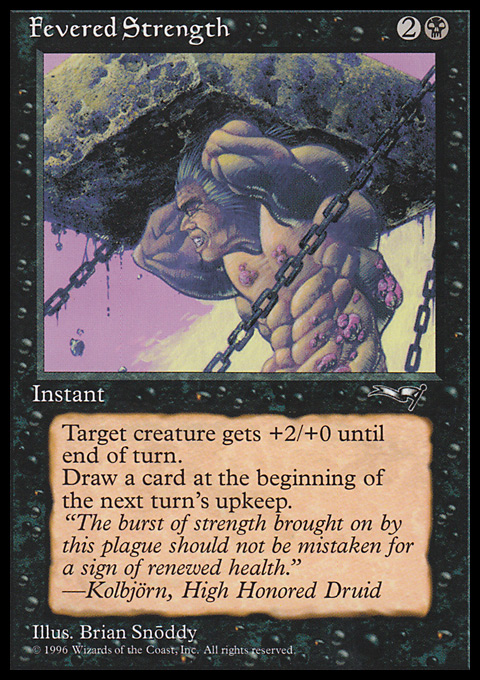 Fevered Strength 2
Instant
Target creature gets +2/+0 until
end of turn.
Draw a card at the beginning of
the next turn's upkeep.
“The burst of strength brought on by
this plague should not be mistaken for
a sign of renewed health.”
—Kolbjörn, High Honored Druid
Illus. Brian Snōddy
© 1996 Wizards of the Coast, Inc. All rights reserved.